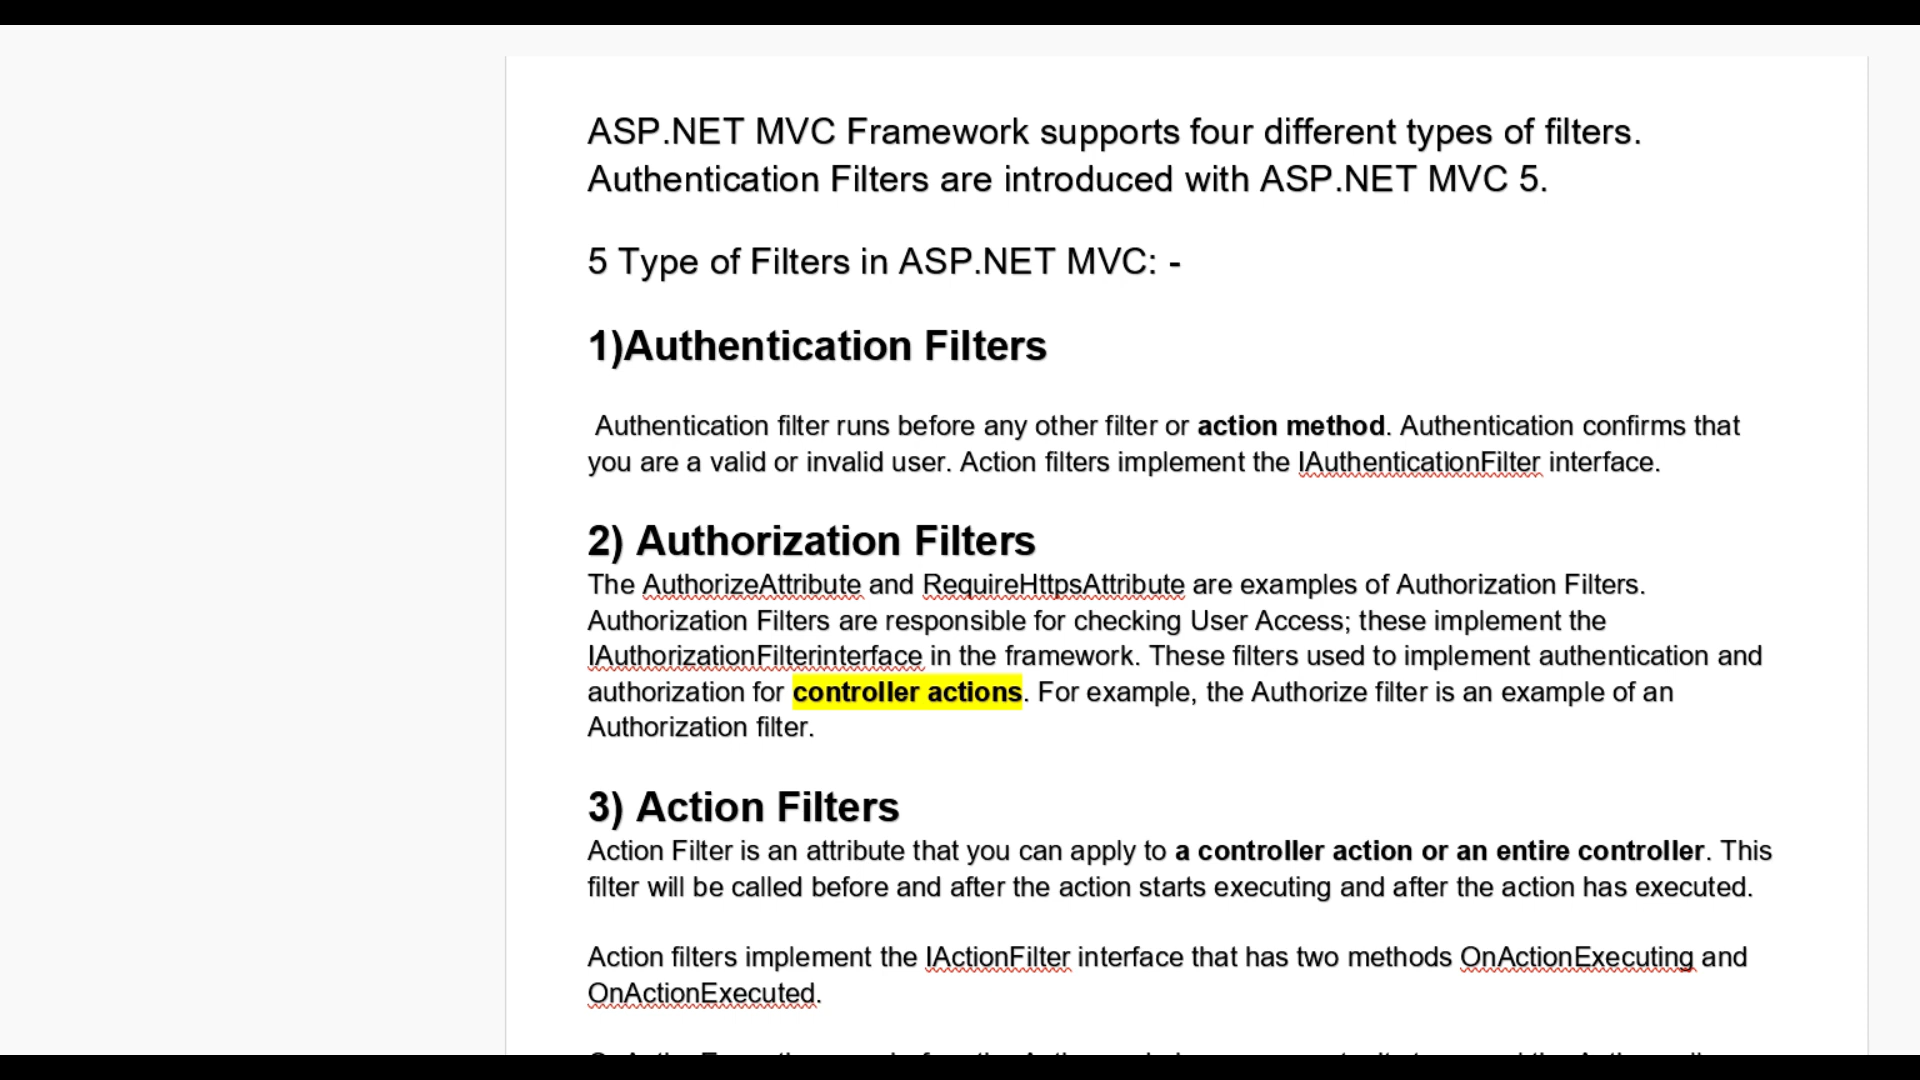 ASP.NET MVC Framework supports four different types of filters.
Authentication Filters are introduced with ASP.NET MVC 5.
5 Type of Filters in ASP.NET MVC: -
1)Authentication Filters
Authentication filter runs before any other filter or action method. Authentication confirms that
you are a valid or invalid user. Action filters implement the IAuthenticationFilter interface.
2) Authorization Filters
The AuthorizeAttribute and RequireHttpsAttribute are examples of Authorization Filters.
Authorization Filters are responsible for checking User Access; these implement the
IAuthorizationFilterinterface in the framework. These filters used to implement authentication and
authorization for controller actions. For example, the Authorize filter is an example of an
Authorization filter.
3) Action Filters
Action Filter is an attribute that you can apply to a controller action or an entire controller. This
filter will be called before and after the action starts executing and after the action has executed.
Action filters implement the IActionFilter interface that has two methods OnActionExecuting and
OnActionExecuted.